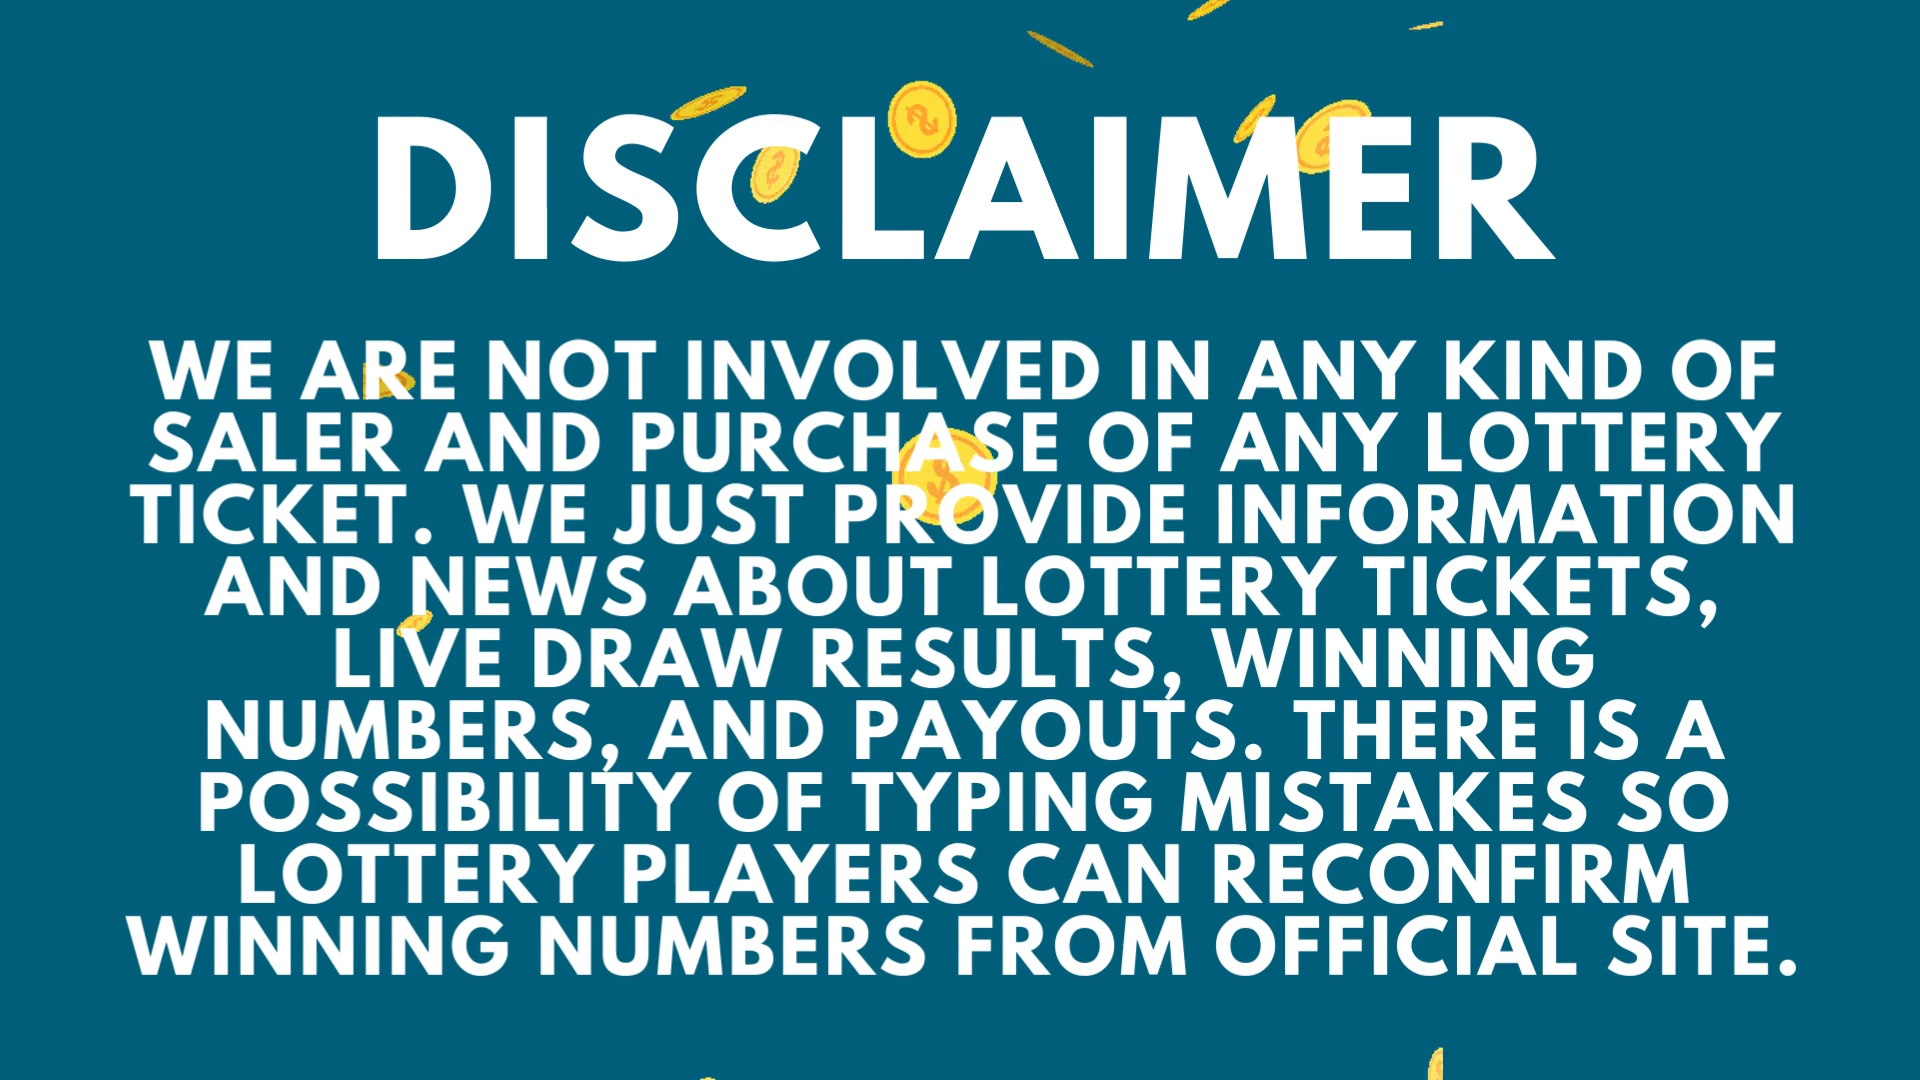 DISCLAIMER
WE ARE NOT INVOLVED IN ANY KIND OF
SALER AND PURCHASE OF ANY LOTTERY
TICKET. WE JUST PROVIDE INFORMATION
AND NEWS ABOUT LOTTERY TICKETS,
LIVE DRAW RESULTS, WINNING
NUMBERS, AND PAYOUTS. THERE IS A
POSSIBILITY OF TYPING MISTAKES SO
LOTTERY PLAYERS CAN RECONFIRM
WINNING NUMBERS FROM OFFICIAL SITE.